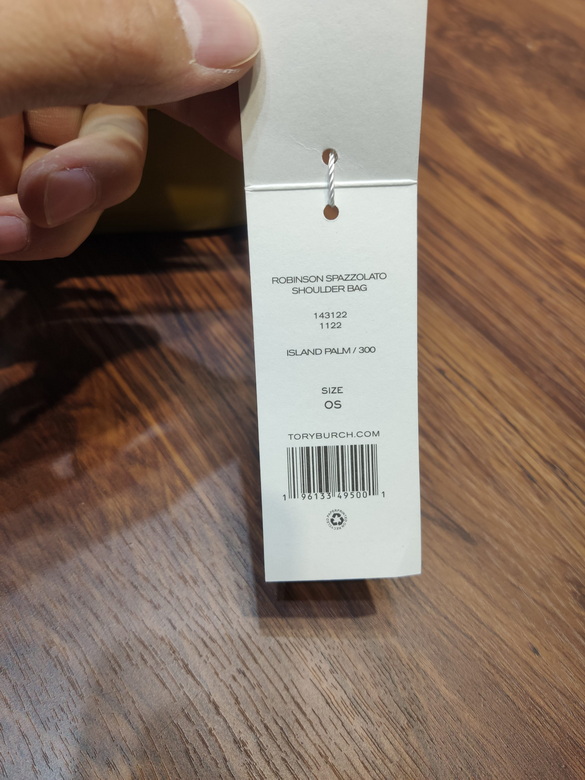 ROBINSON SPAZZOLATO
SHOULDER BAG
143122
1122
ISLAND PALM / 300
SIZE
OS
TORYBURCH.COM
1 96133 49500 1